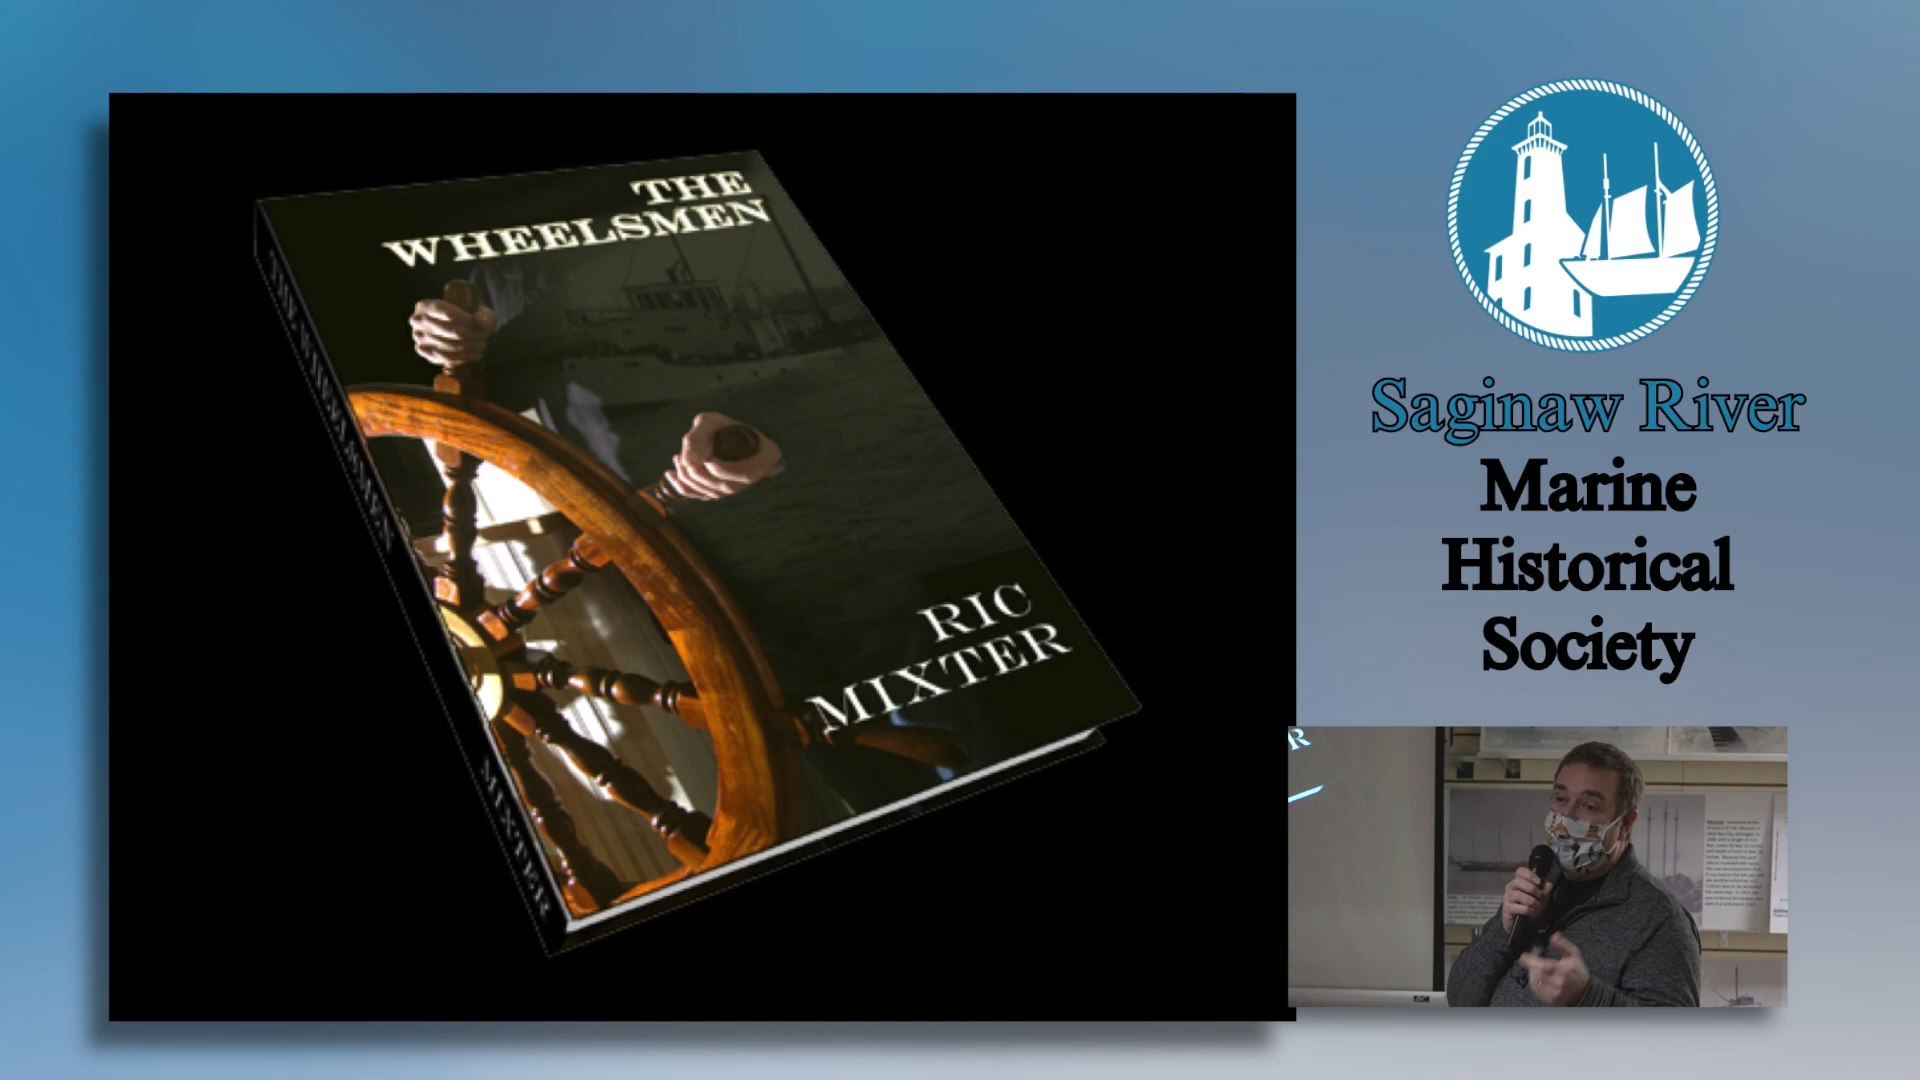 THE
WHEELSMEN
RIC
MIXTER
THE WHEELSMEN
MIXTER
Saginaw River
Marine
Historical
Society
R